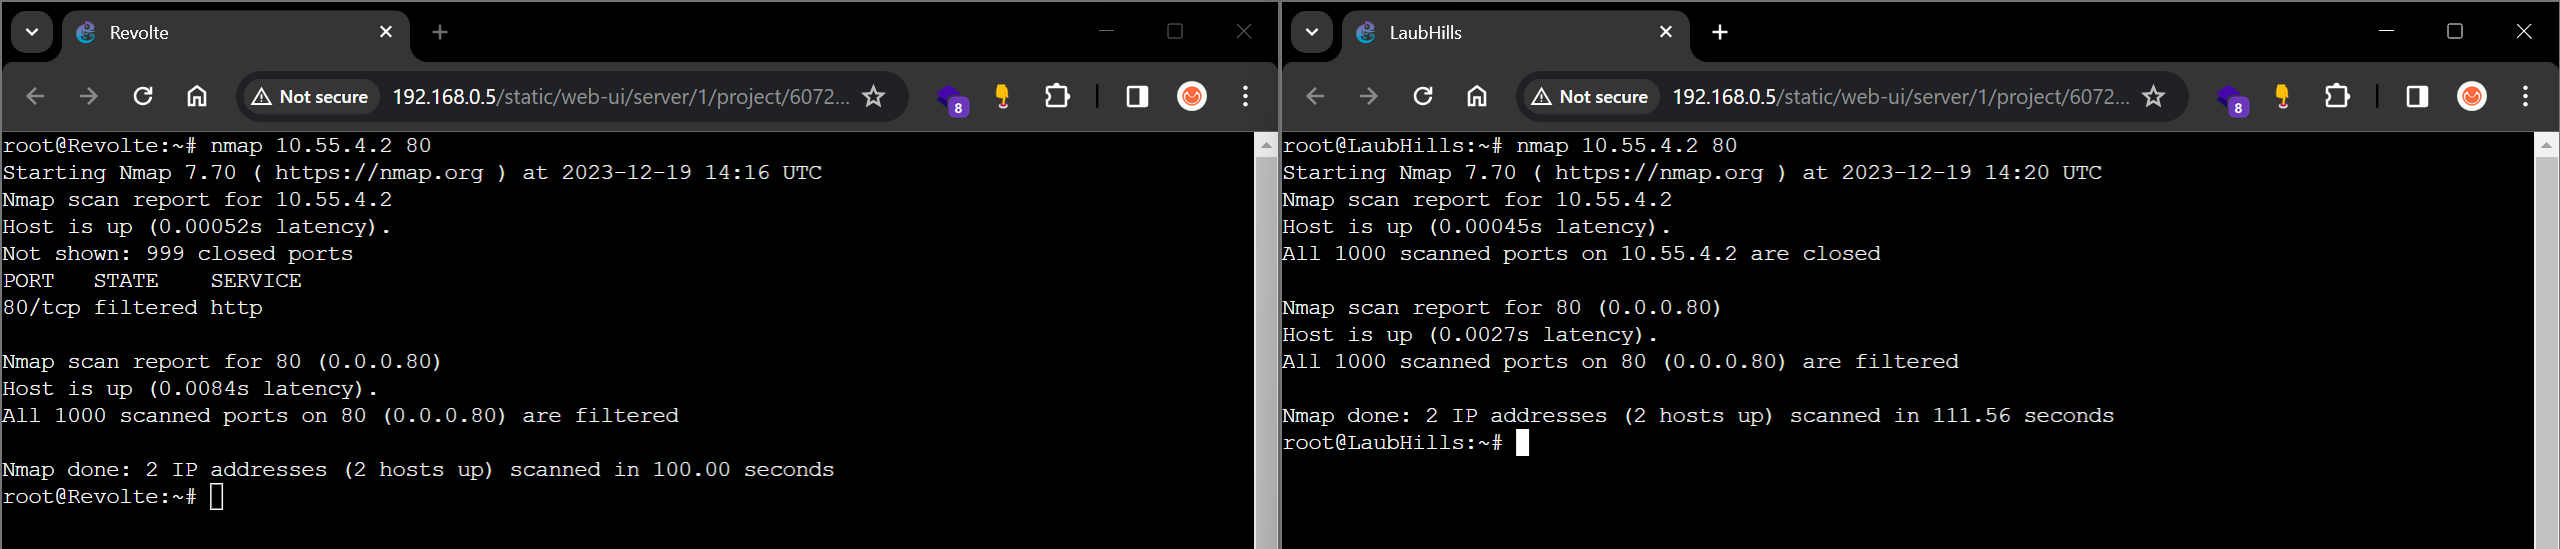 Revolte
Not secure
192.168.0.5/static/web-ui/server/1/project/6072...
8
root@Revolte:~# nmap 10.55.4.2 80
Starting Nmap 7.70 ( https://nmap.org ) at 2023-12-19 14:16 UTC
Nmap scan report for 10.55.4.2
Host is up (0.00052s latency).
Not shown: 999 closed ports
PORT   STATE    SERVICE
80/tcp filtered http
Nmap scan report for 80 (0.0.0.80)
Host is up (0.0084s latency).
All 1000 scanned ports on 80 (0.0.0.80) are filtered
Nmap done: 2 IP addresses (2 hosts up) scanned in 100.00 seconds
root@Revolte:~#
LaubHills
Not secure
192.168.0.5/static/web-ui/server/1/project/6072...
8
root@LaubHills:~# nmap 10.55.4.2 80
Starting Nmap 7.70 ( https://nmap.org ) at 2023-12-19 14:20 UTC
Nmap scan report for 10.55.4.2
Host is up (0.00045s latency).
All 1000 scanned ports on 10.55.4.2 are closed
Nmap scan report for 80 (0.0.0.80)
Host is up (0.0027s latency).
All 1000 scanned ports on 80 (0.0.0.80) are filtered
Nmap done: 2 IP addresses (2 hosts up) scanned in 111.56 seconds
root@LaubHills:~#